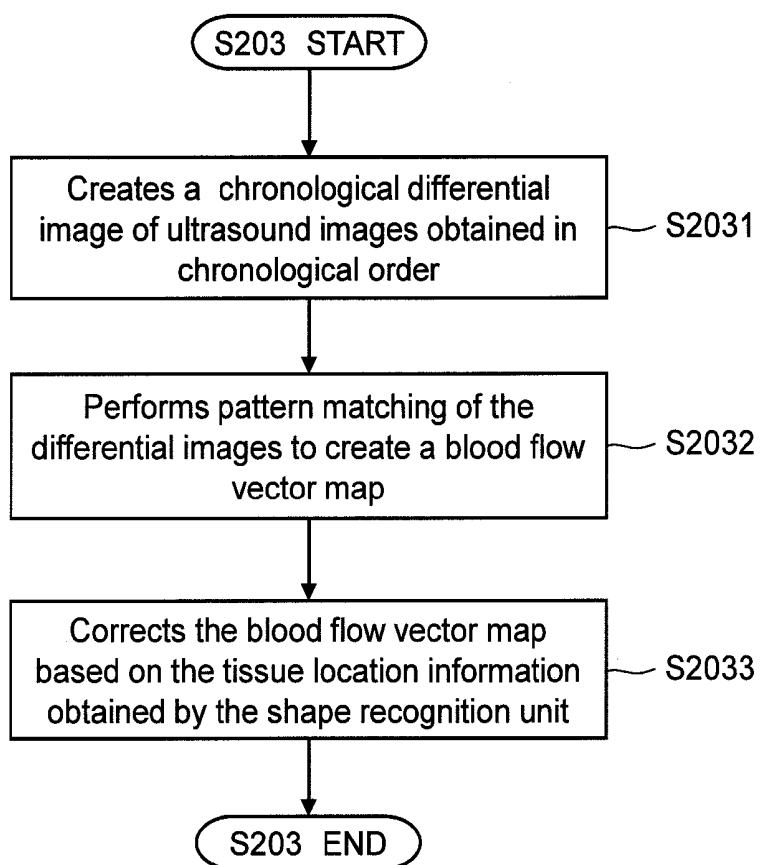 S203 START
Creates a chronological differential
image of ultrasound images obtained in
chronological order
S2031
Performs pattern matching of the
differential images to create a blood flow
vector map
S2032
Corrects the blood flow vector map
based on the tissue location information
obtained by the shape recognition unit
S2033
S203 END